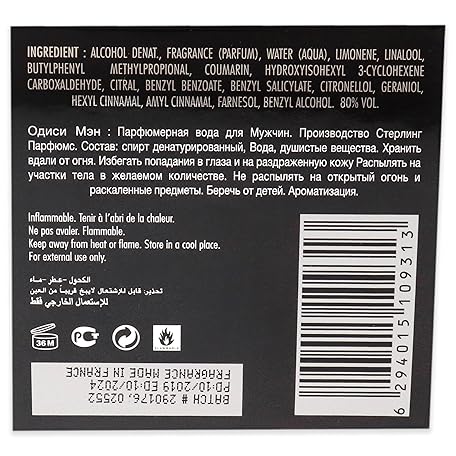 INGREDIENT : ALCOHOL DENAT., FRAGRANCE (PARFUM), WATER (AQUA), LIMONENE, LINALOOL,
BUTYLPHENYL METHYLPROPIONAL, COUMARIN, HYDROXYISOHEXYL 3-CYCLOHEXENE
CARBOXALDEHYDE, CITRAL, BENZYL BENZOATE, BENZYL SALICYLATE, CITRONELLOL, GERANIOL,
HEXYL CINNAMAL, AMYL CINNAMAL, FARNESOL, BENZYL ALCOHOL. 80% VOL.
Одиси Мэн : Парфюмерная вода для Мужчин. Производство Стерлинг
Парфюмс. Состав: спирт денатурированный, Вода, душистые вещества. Хранить
вдали от огня. Избегать попадания в глаза и на раздраженную кожу Распылять на
участки тела в желаемом количестве. Не распылять на открытый огонь и
раскаленные предметы. Беречь от детей. Ароматизация.
Inflammable. Tenir à l'abri de la chaleur.
Ne pas avaler. Flammable.
Keep away from heat or flame. Store in a cool place.
For external use only.
الكحول-عطر-ماء
تحذير: قابل للاشتعال لايبخ قريباً من العين
للإستعمال الخارجي فقط
36M
FRAGRANCE MADE IN FRANCE
PD:10/2019 ED:10/2024
BATCH # 290176, 02552
6 294015 109313